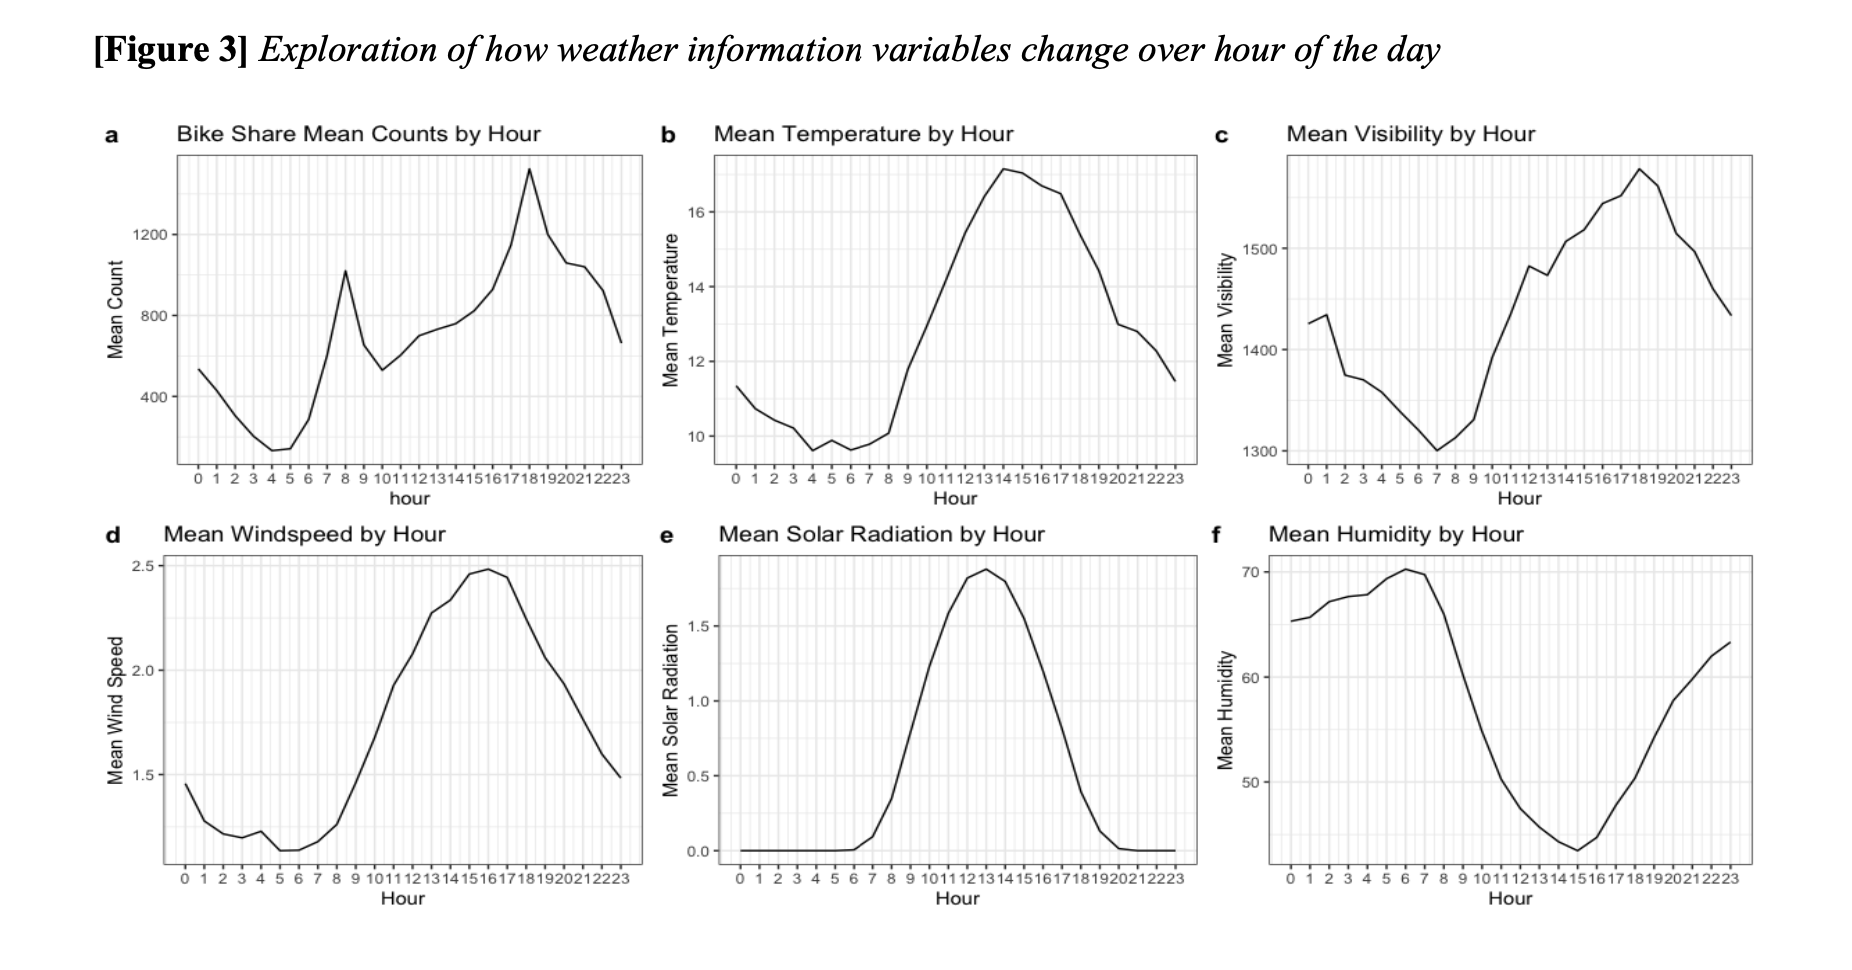 [Figure 3] Exploration of how weather information variables change over hour of the day
a Bike Share Mean Counts by Hour
Mean Count
1200
800
400
0 1 2 3 4 5 6 7 8 9 10 11 12 13 14 15 16 17 18 19 20 21 22 23
hour
b Mean Temperature by Hour
Mean Temperature
16
14
12
10
0 1 2 3 4 5 6 7 8 9 10 11 12 13 14 15 16 17 18 19 20 21 22 23
Hour
c Mean Visibility by Hour
Mean Visibility
1500
1400
1300
0 1 2 3 4 5 6 7 8 9 10 11 12 13 14 15 16 17 18 19 20 21 22 23
Hour
d Mean Windspeed by Hour
Mean Wind Speed
2.5
2.0
1.5
0 1 2 3 4 5 6 7 8 9 10 11 12 13 14 15 16 17 18 19 20 21 22 23
Hour
e Mean Solar Radiation by Hour
Mean Solar Radiation
1.5
1.0
0.5
0.0
0 1 2 3 4 5 6 7 8 9 10 11 12 13 14 15 16 17 18 19 20 21 22 23
Hour
f Mean Humidity by Hour
Mean Humidity
70
60
50
0 1 2 3 4 5 6 7 8 9 10 11 12 13 14 15 16 17 18 19 20 21 22 23
Hour